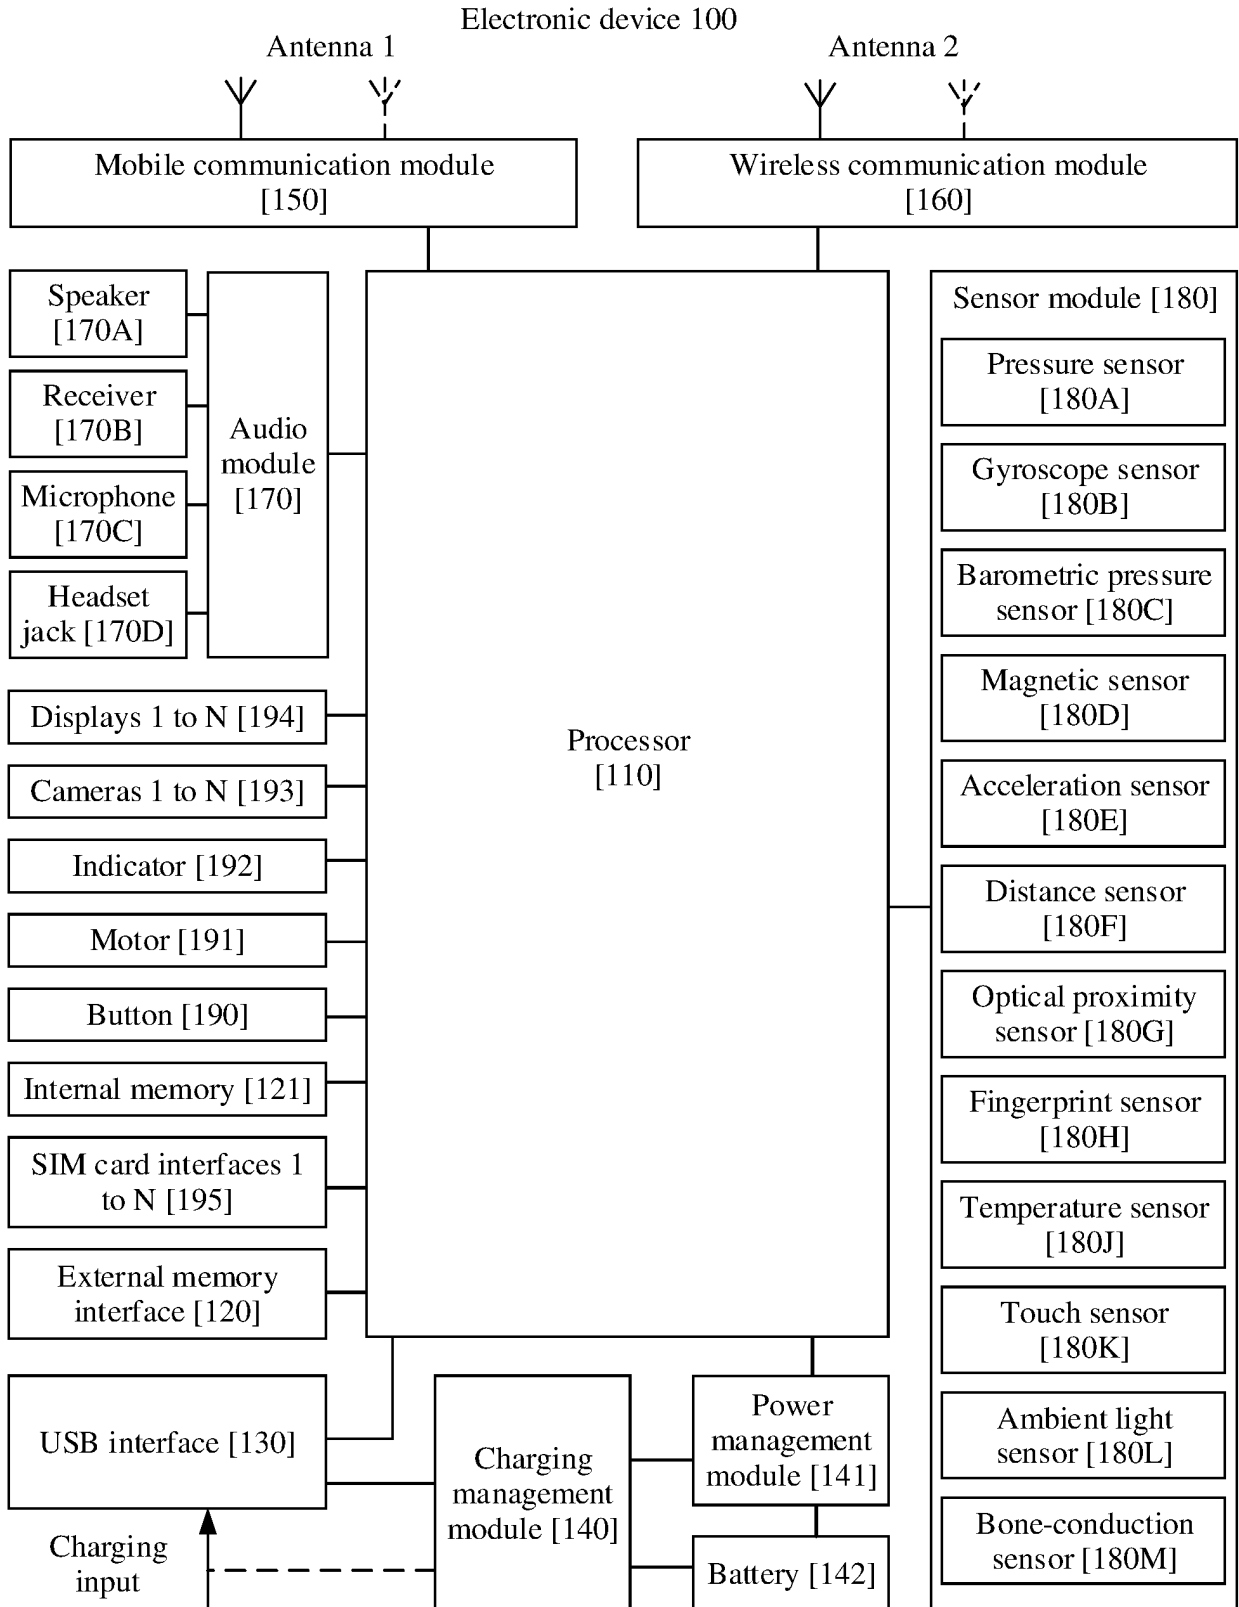 Electronic device 100
Antenna 1
Antenna 2
Mobile communication module
[150]
Wireless communication module
[160]
Speaker
[170A]
Receiver
[170B]
Microphone
[170C]
Headset
jack [170D]
Audio
module
[170]
Displays 1 to N [194]
Cameras 1 to N [193]
Indicator [192]
Motor [191]
Button [190]
Internal memory [121]
SIM card interfaces 1
to N [195]
External memory
interface [120]
Processor
[110]
Sensor module [180]
Pressure sensor
[180A]
Gyroscope sensor
[180B]
Barometric pressure
sensor [180C]
Magnetic sensor
[180D]
Acceleration sensor
[180E]
Distance sensor
[180F]
Optical proximity
sensor [180G]
Fingerprint sensor
[180H]
Temperature sensor
[180J]
Touch sensor
[180K]
Ambient light
sensor [180L]
Bone-conduction
sensor [180M]
USB interface [130]
Charging
input
Charging
management
module [140]
Power
management
module [141]
Battery [142]